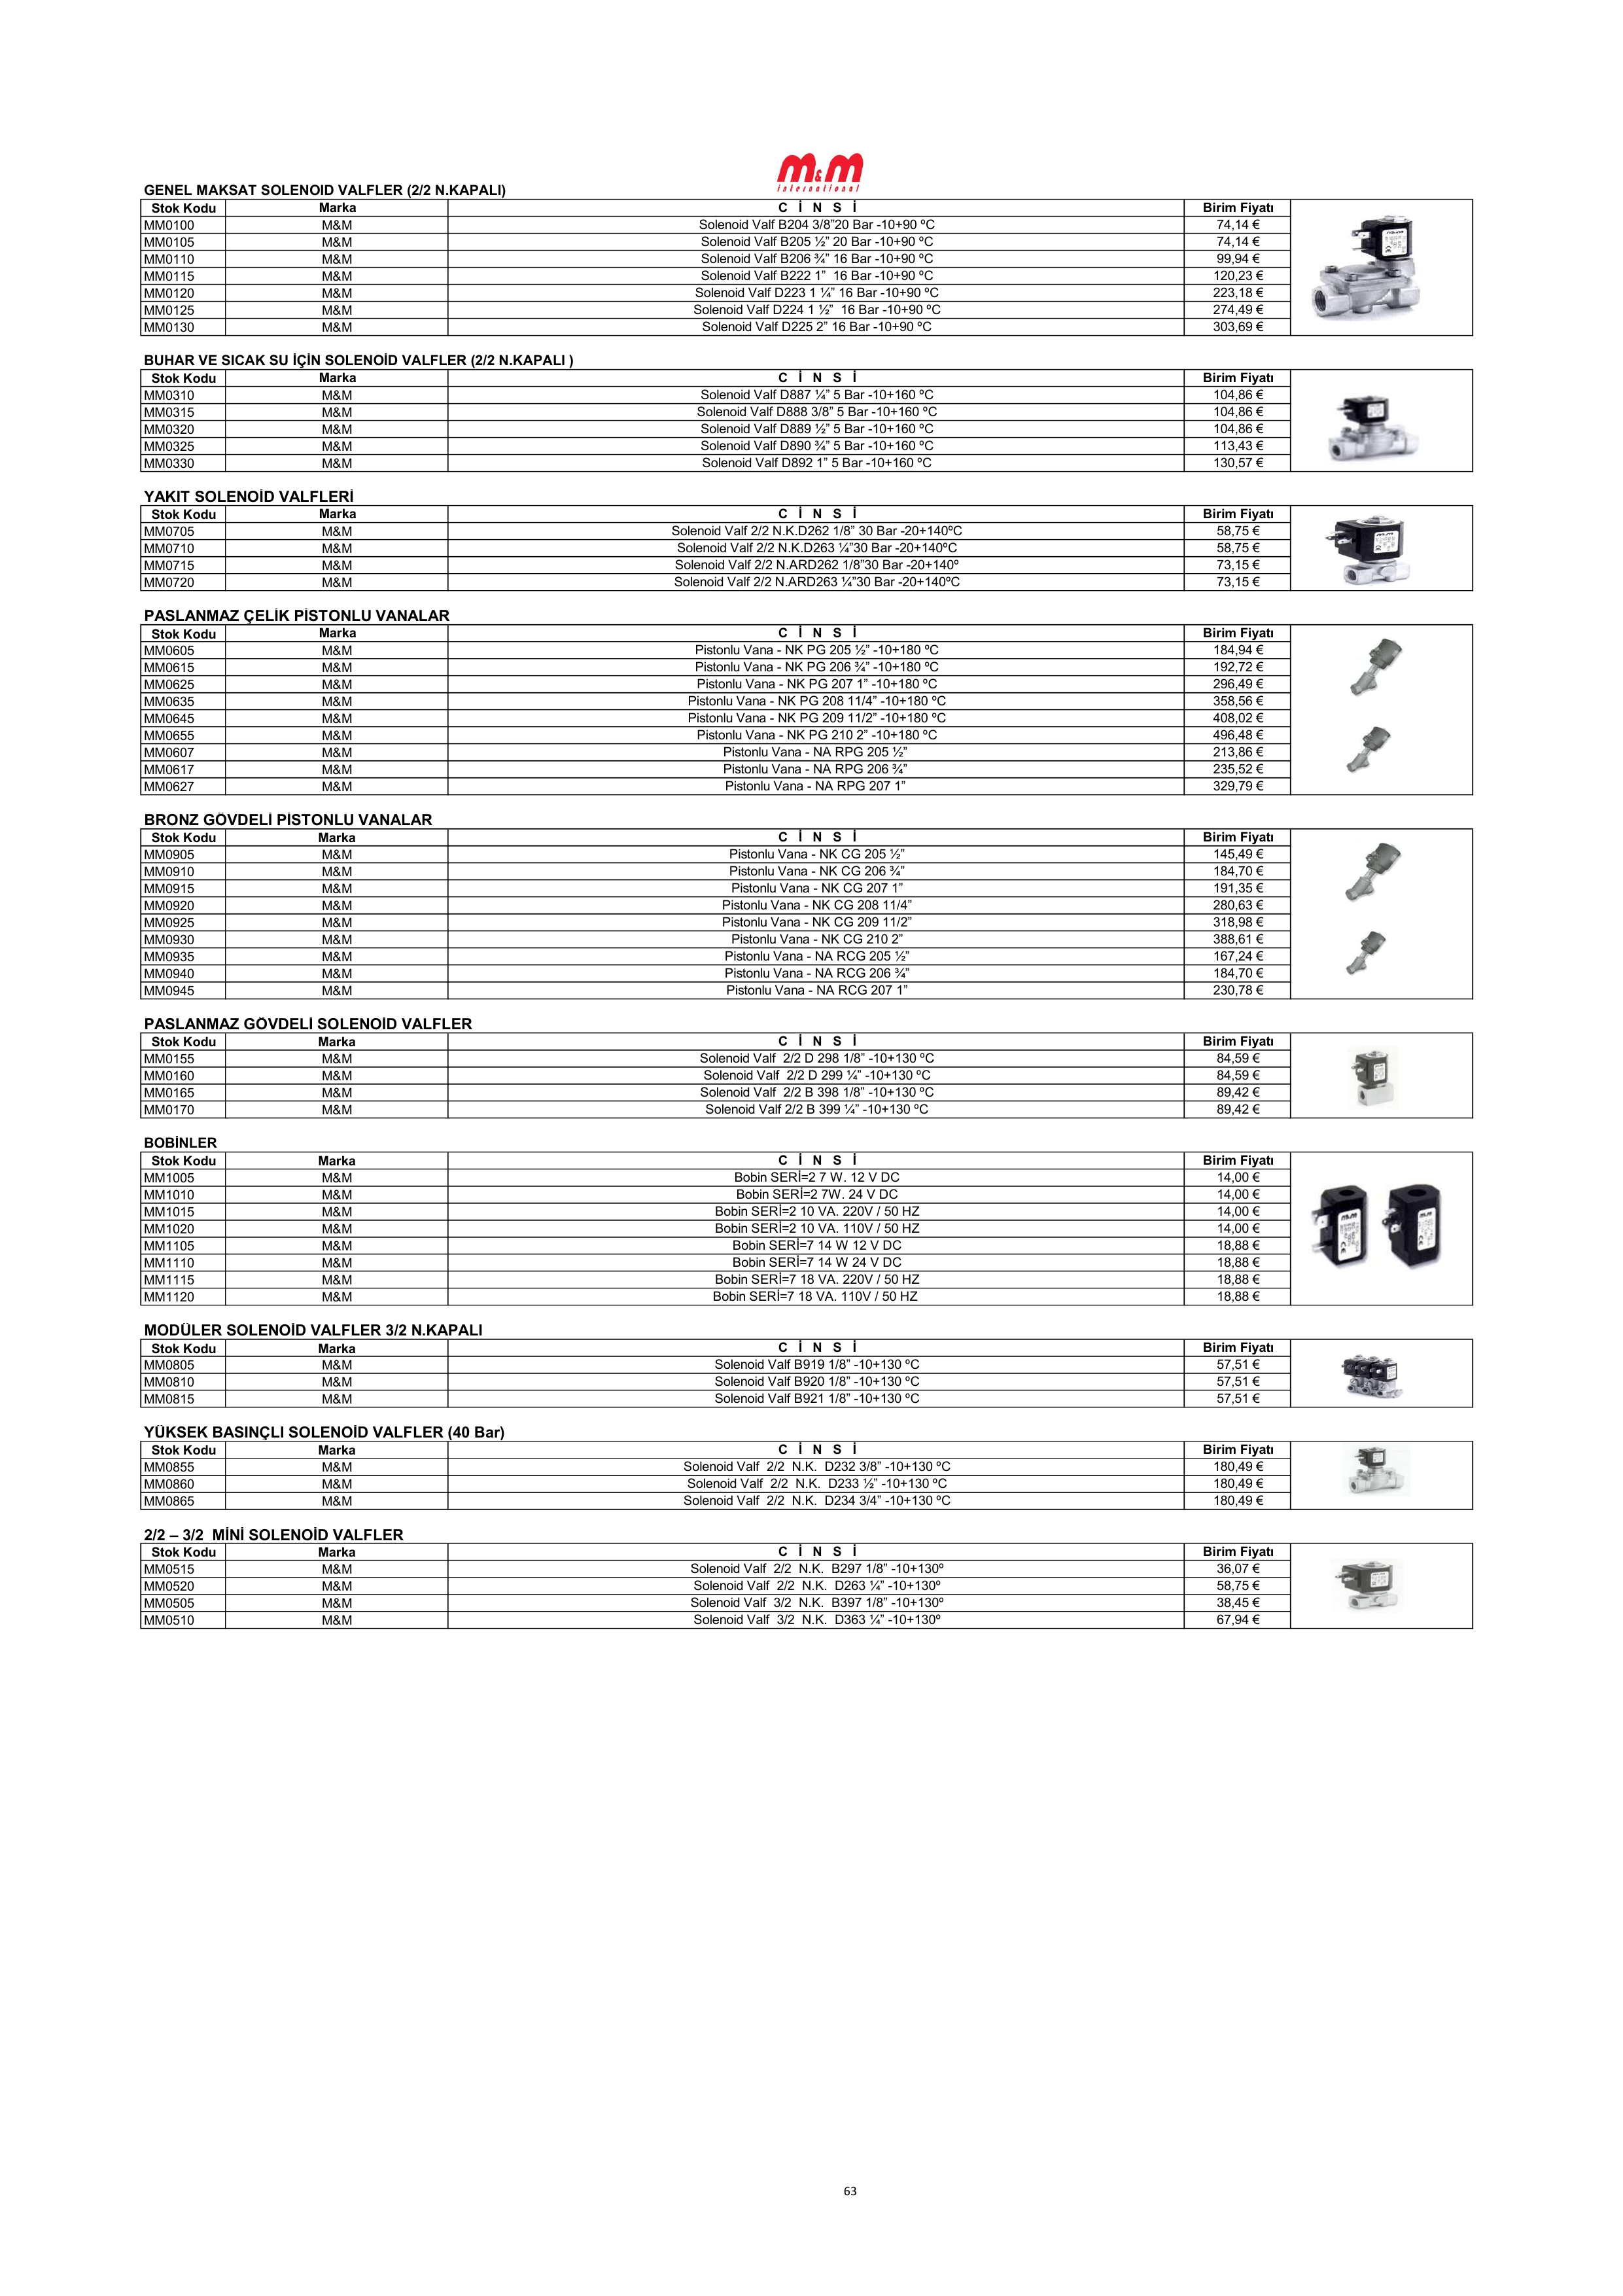 m&m
international
GENEL MAKSAT SOLENOID VALFLER (2/2 N.KAPALI)
Stok Kodu Marka C İ N S İ Birim Fiyatı
MM0100 M&M Solenoid Valf B204 3/8”20 Bar -10+90 ºC 74,14 €
MM0105 M&M Solenoid Valf B205 ½” 20 Bar -10+90 ºC 74,14 €
MM0110 M&M Solenoid Valf B206 ¾” 16 Bar -10+90 ºC 99,94 €
MM0115 M&M Solenoid Valf B222 1”  16 Bar -10+90 ºC 120,23 €
MM0120 M&M Solenoid Valf D223 1 ¼” 16 Bar -10+90 ºC 223,18 €
MM0125 M&M Solenoid Valf D224 1 ½”  16 Bar -10+90 ºC 274,49 €
MM0130 M&M Solenoid Valf D225 2” 16 Bar -10+90 ºC 303,69 €
BUHAR VE SICAK SU İÇİN SOLENOİD VALFLER (2/2 N.KAPALI )
Stok Kodu Marka C İ N S İ Birim Fiyatı
MM0310 M&M Solenoid Valf D887 ¼” 5 Bar -10+160 ºC 104,86 €
MM0315 M&M Solenoid Valf D888 3/8” 5 Bar -10+160 ºC 104,86 €
MM0320 M&M Solenoid Valf D889 ½” 5 Bar -10+160 ºC 104,86 €
MM0325 M&M Solenoid Valf D890 ¾” 5 Bar -10+160 ºC 113,43 €
MM0330 M&M Solenoid Valf D892 1” 5 Bar -10+160 ºC 130,57 €
YAKIT SOLENOİD VALFLERİ
Stok Kodu Marka C İ N S İ Birim Fiyatı
MM0705 M&M Solenoid Valf 2/2 N.K.D262 1/8” 30 Bar -20+140ºC 58,75 €
MM0710 M&M Solenoid Valf 2/2 N.K.D263 ¼”30 Bar -20+140ºC 58,75 €
MM0715 M&M Solenoid Valf 2/2 N.ARD262 1/8”30 Bar -20+140º 73,15 €
MM0720 M&M Solenoid Valf 2/2 N.ARD263 ¼”30 Bar -20+140ºC 73,15 €
PASLANMAZ ÇELİK PİSTONLU VANALAR
Stok Kodu Marka C İ N S İ Birim Fiyatı
MM0605 M&M Pistonlu Vana - NK PG 205 ½” -10+180 ºC 184,94 €
MM0615 M&M Pistonlu Vana - NK PG 206 ¾” -10+180 ºC 192,72 €
MM0625 M&M Pistonlu Vana - NK PG 207 1” -10+180 ºC 296,49 €
MM0635 M&M Pistonlu Vana - NK PG 208 11/4” -10+180 ºC 358,56 €
MM0645 M&M Pistonlu Vana - NK PG 209 11/2” -10+180 ºC 408,02 €
MM0655 M&M Pistonlu Vana - NK PG 210 2” -10+180 ºC 496,48 €
MM0607 M&M Pistonlu Vana - NA RPG 205 ½” 213,86 €
MM0617 M&M Pistonlu Vana - NA RPG 206 ¾” 235,52 €
MM0627 M&M Pistonlu Vana - NA RPG 207 1” 329,79 €
BRONZ GÖVDELİ PİSTONLU VANALAR
Stok Kodu Marka C İ N S İ Birim Fiyatı
MM0905 M&M Pistonlu Vana - NK CG 205 ½” 145,49 €
MM0910 M&M Pistonlu Vana - NK CG 206 ¾” 184,70 €
MM0915 M&M Pistonlu Vana - NK CG 207 1” 191,35 €
MM0920 M&M Pistonlu Vana - NK CG 208 11/4” 280,63 €
MM0925 M&M Pistonlu Vana - NK CG 209 11/2” 318,98 €
MM0930 M&M Pistonlu Vana - NK CG 210 2” 388,61 €
MM0935 M&M Pistonlu Vana - NA RCG 205 ½” 167,24 €
MM0940 M&M Pistonlu Vana - NA RCG 206 ¾” 184,70 €
MM0945 M&M Pistonlu Vana - NA RCG 207 1” 230,78 €
PASLANMAZ GÖVDELİ SOLENOİD VALFLER
Stok Kodu Marka C İ N S İ Birim Fiyatı
MM0155 M&M Solenoid Valf  2/2 D 298 1/8” -10+130 ºC 84,59 €
MM0160 M&M Solenoid Valf  2/2 D 299 ¼” -10+130 ºC 84,59 €
MM0165 M&M Solenoid Valf  2/2 B 398 1/8” -10+130 ºC 89,42 €
MM0170 M&M Solenoid Valf 2/2 B 399 ¼” -10+130 ºC 89,42 €
BOBİNLER
Stok Kodu Marka C İ N S İ Birim Fiyatı
MM1005 M&M Bobin SERİ=2 7 W. 12 V DC 14,00 €
MM1010 M&M Bobin SERİ=2 7W. 24 V DC 14,00 €
MM1015 M&M Bobin SERİ=2 10 VA. 220V / 50 HZ 14,00 €
MM1020 M&M Bobin SERİ=2 10 VA. 110V / 50 HZ 14,00 €
MM1105 M&M Bobin SERİ=7 14 W 12 V DC 18,88 €
MM1110 M&M Bobin SERİ=7 14 W 24 V DC 18,88 €
MM1115 M&M Bobin SERİ=7 18 VA. 220V / 50 HZ 18,88 €
MM1120 M&M Bobin SERİ=7 18 VA. 110V / 50 HZ 18,88 €
MODÜLER SOLENOİD VALFLER 3/2 N.KAPALI
Stok Kodu Marka C İ N S İ Birim Fiyatı
MM0805 M&M Solenoid Valf B919 1/8” -10+130 ºC 57,51 €
MM0810 M&M Solenoid Valf B920 1/8” -10+130 ºC 57,51 €
MM0815 M&M Solenoid Valf B921 1/8” -10+130 ºC 57,51 €
YÜKSEK BASINÇLI SOLENOİD VALFLER (40 Bar)
Stok Kodu Marka C İ N S İ Birim Fiyatı
MM0855 M&M Solenoid Valf  2/2  N.K.  D232 3/8” -10+130 ºC 180,49 €
MM0860 M&M Solenoid Valf  2/2  N.K.  D233 ½” -10+130 ºC 180,49 €
MM0865 M&M Solenoid Valf  2/2  N.K.  D234 3/4” -10+130 ºC 180,49 €
2/2 – 3/2  MİNİ SOLENOİD VALFLER
Stok Kodu Marka C İ N S İ Birim Fiyatı
MM0515 M&M Solenoid Valf  2/2  N.K.  B297 1/8” -10+130º 36,07 €
MM0520 M&M Solenoid Valf  2/2  N.K.  D263 ¼” -10+130º 58,75 €
MM0505 M&M Solenoid Valf  3/2  N.K.  B397 1/8” -10+130º 38,45 €
MM0510 M&M Solenoid Valf  3/2  N.K.  D363 ¼” -10+130º 67,94 €
63